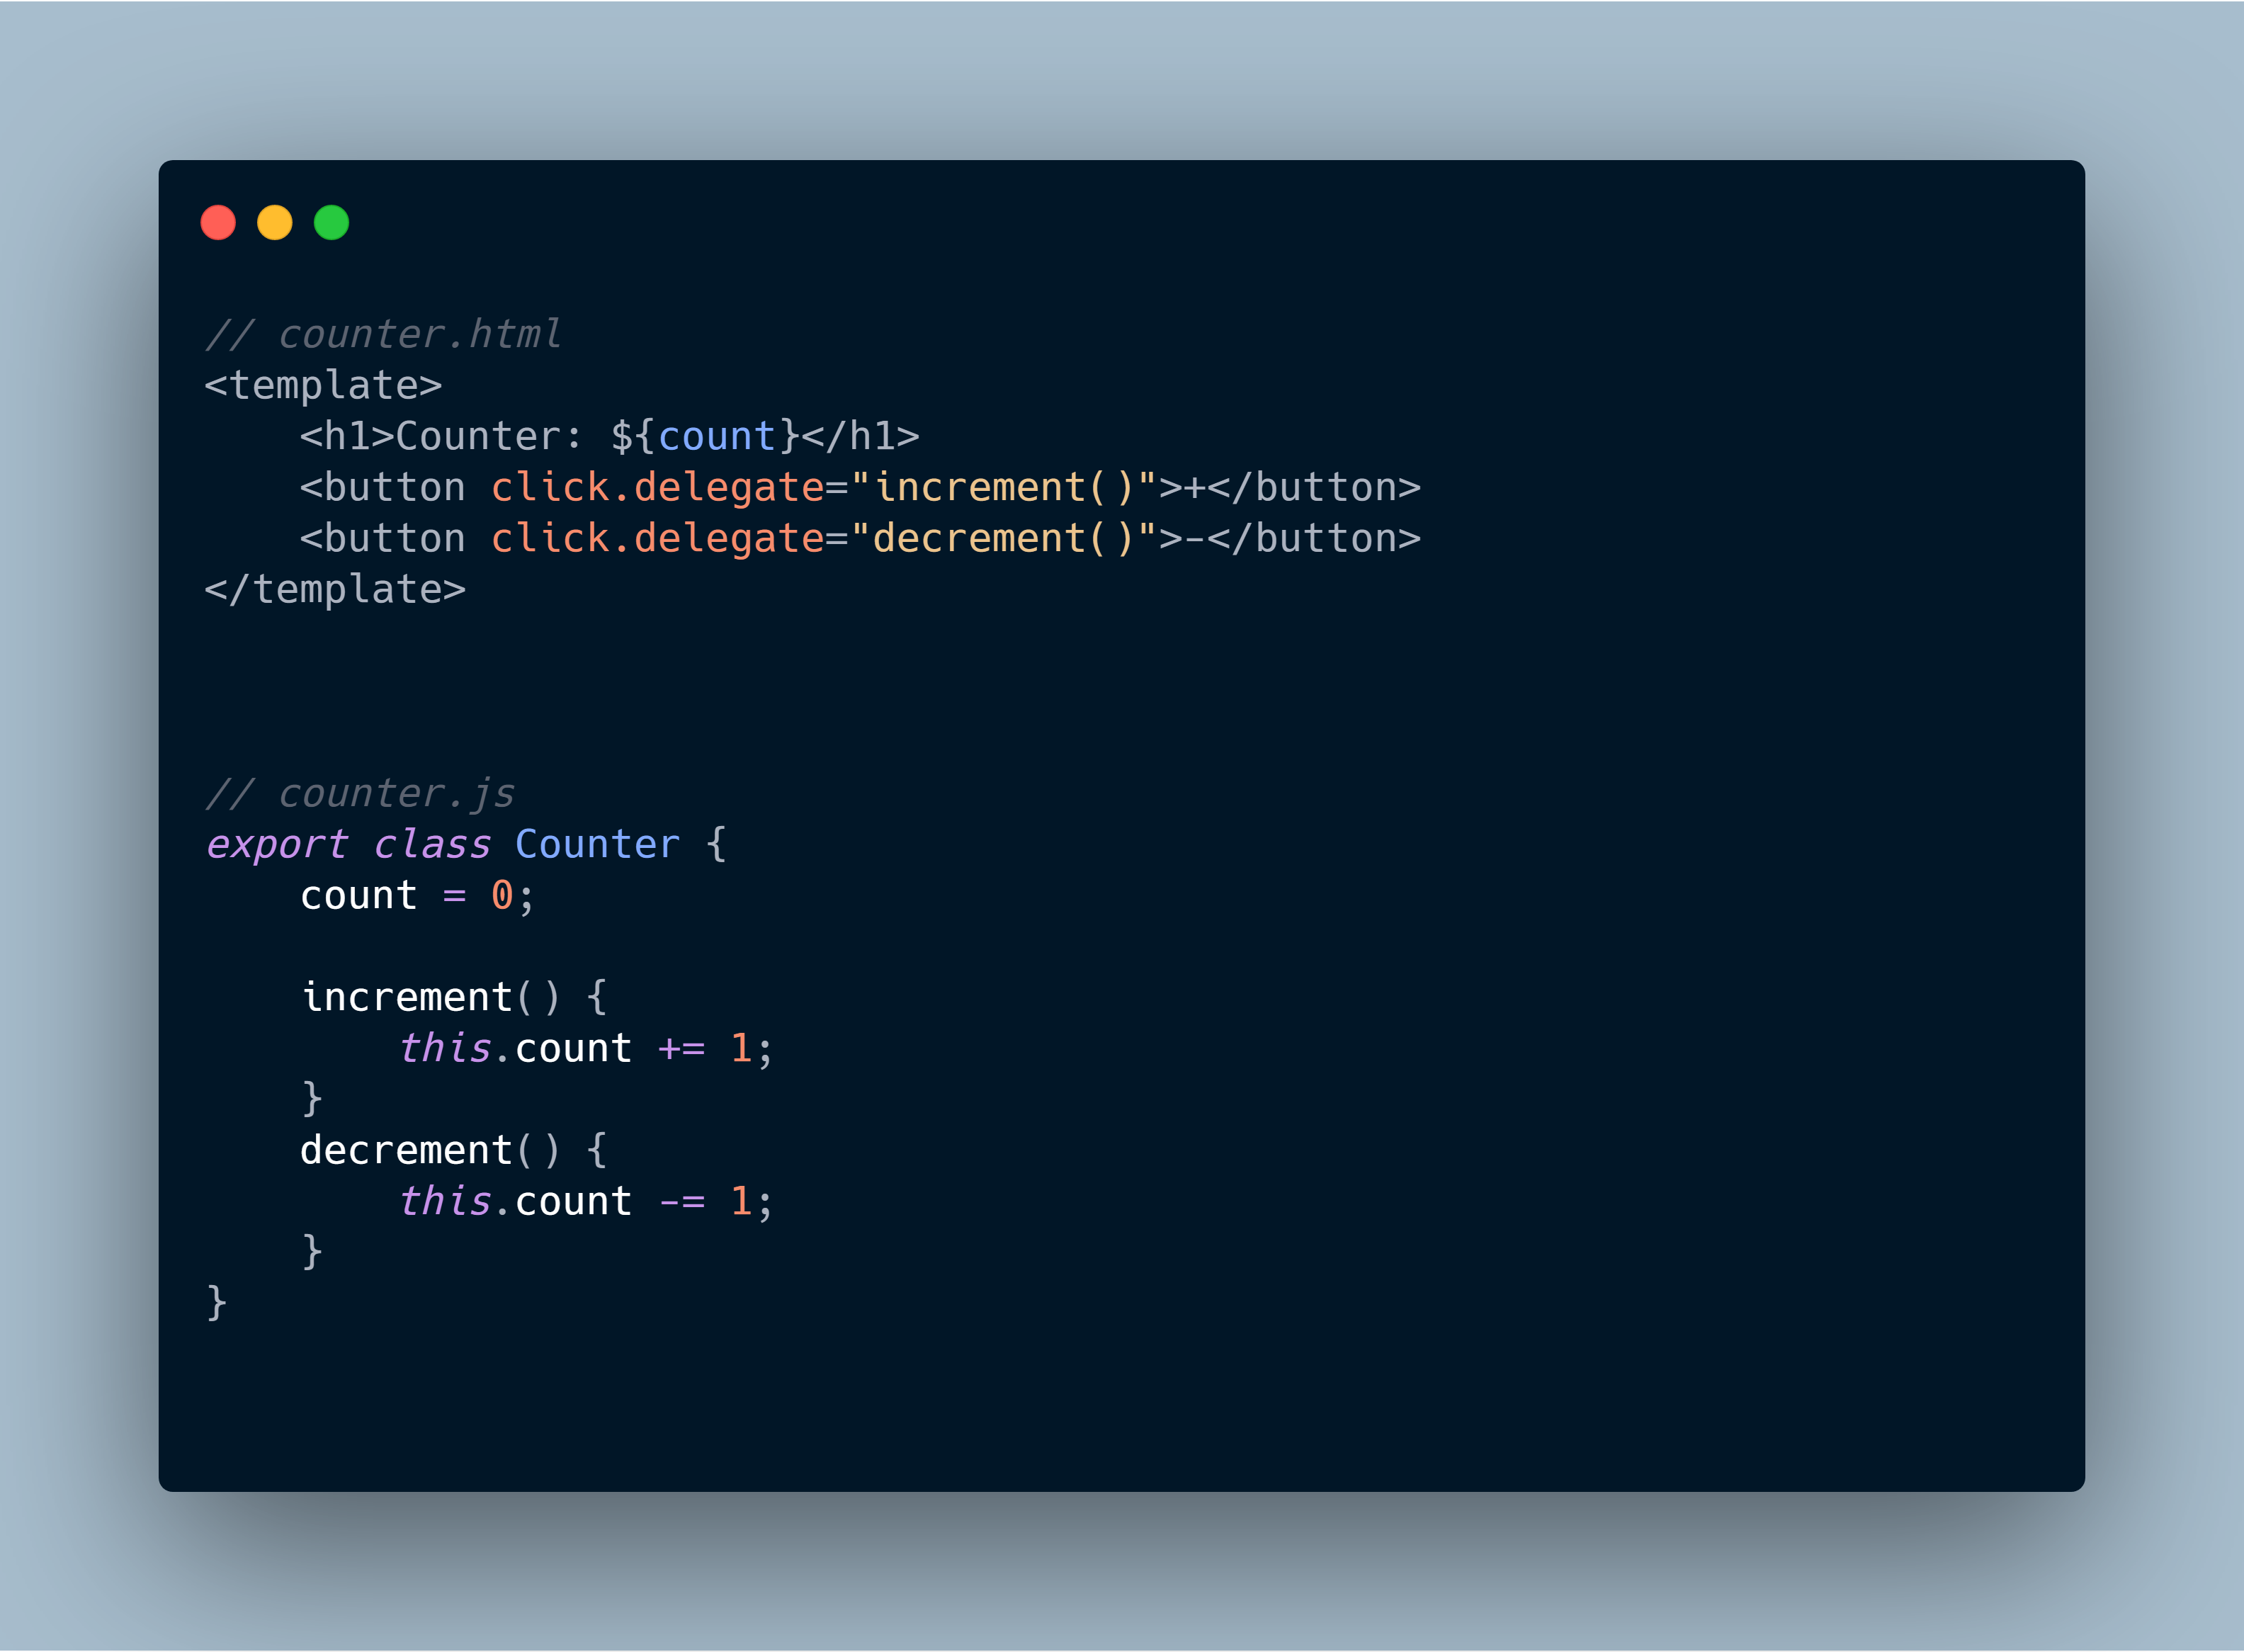 // counter.html
<template>
    <h1>Counter: ${count}</h1>
    <button click.delegate="increment()">+</button>
    <button click.delegate="decrement()">-</button>
</template>
// counter.js
export class Counter {
    count = 0;
    increment() {
        this.count += 1;
    }
    decrement() {
        this.count -= 1;
    }
}